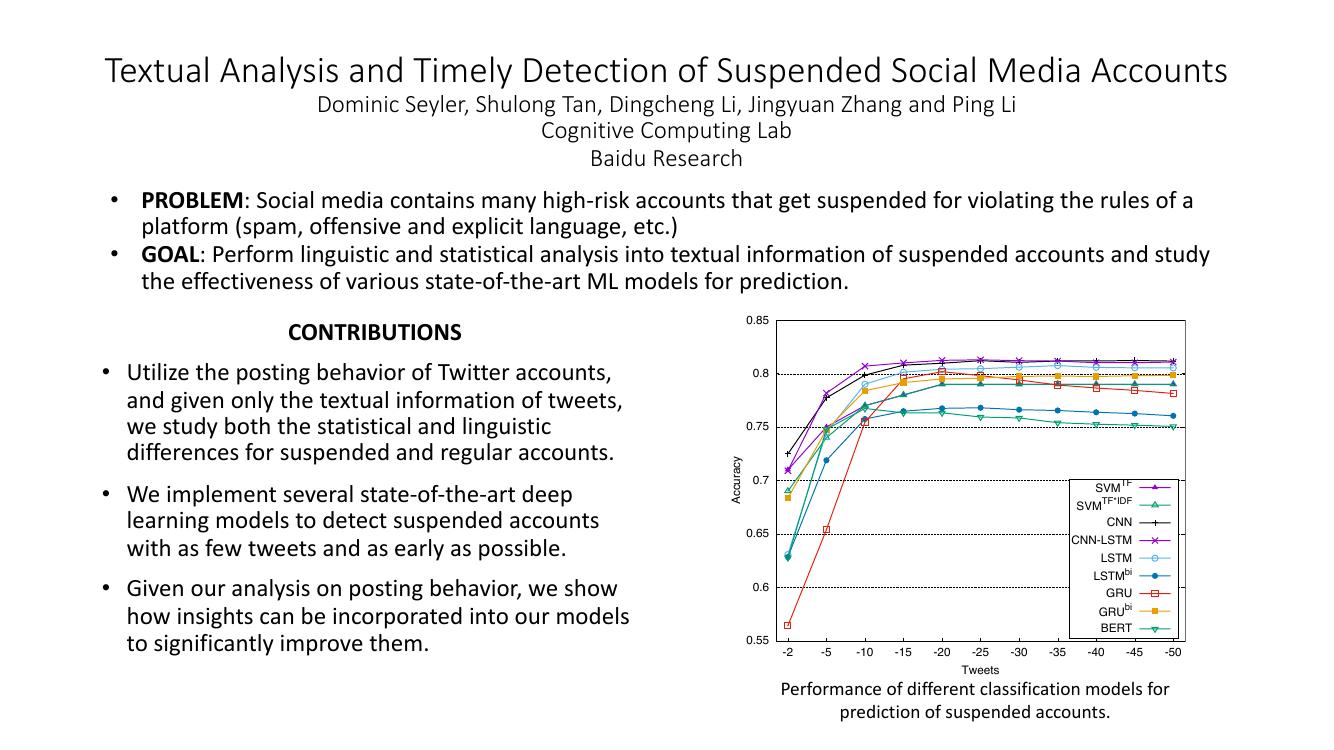 Textual Analysis and Timely Detection of Suspended Social Media Accounts
Dominic Seyler, Shulong Tan, Dingcheng Li, Jingyuan Zhang and Ping Li
Cognitive Computing Lab
Baidu Research
• PROBLEM: Social media contains many high-risk accounts that get suspended for violating the rules of a
platform (spam, offensive and explicit language, etc.)
• GOAL: Perform linguistic and statistical analysis into textual information of suspended accounts and study
the effectiveness of various state-of-the-art ML models for prediction.
CONTRIBUTIONS
• Utilize the posting behavior of Twitter accounts,
and given only the textual information of tweets,
we study both the statistical and linguistic
differences for suspended and regular accounts.
• We implement several state-of-the-art deep
learning models to detect suspended accounts
with as few tweets and as early as possible.
• Given our analysis on posting behavior, we show
how insights can be incorporated into our models
to significantly improve them.
0.85
0.8
0.75
0.7
0.65
0.6
0.55
Accuracy
SVM^TF
SVM^TF*IDF
CNN
CNN-LSTM
LSTM
LSTM^bi
GRU
GRU^bi
BERT
-2 -5 -10 -15 -20 -25 -30 -35 -40 -45 -50
Tweets
Performance of different classification models for
prediction of suspended accounts.